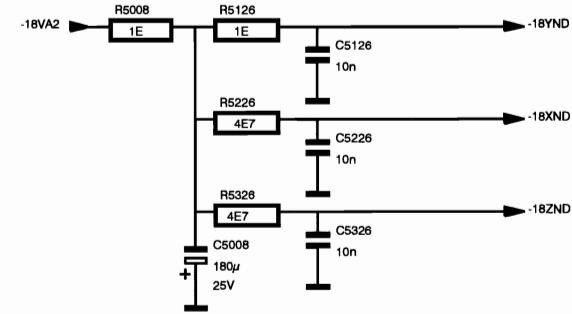 R5008
R5126
-18VA2
1E
1E
-18YND
C5126
10n
R5226
4E7
-18XND
C5226
10n
R5326
4E7
-18ZND
C5326
10n
C5008
180µ
+
25V